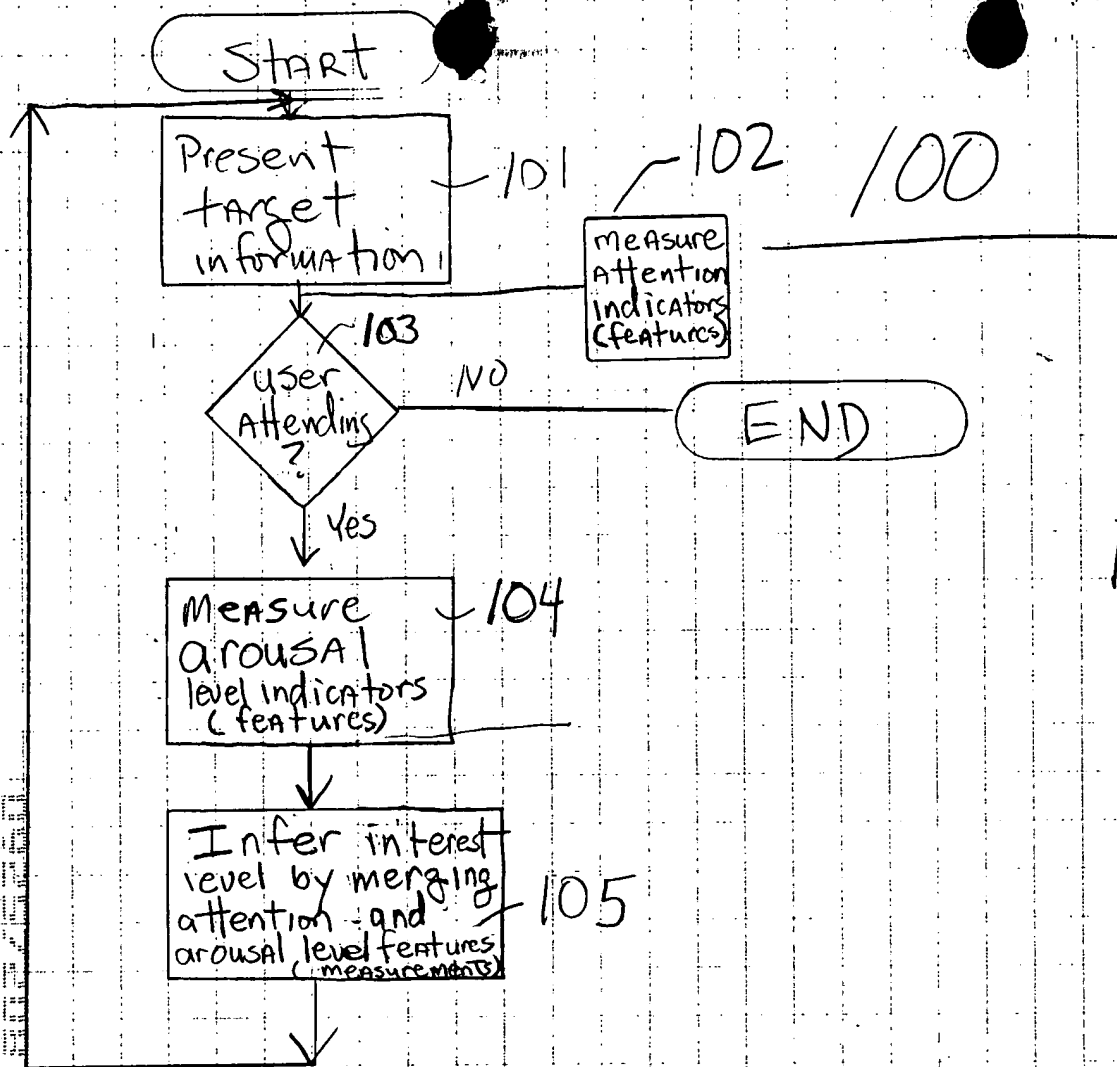 START
Present
target
information
101
102
100
measure
Attention
indicators
(features)
103
user
Attending
?
NO
END
Yes
Measure
arousal
level indicators
(features)
104
Infer interest
level by merging
attention and
arousal level features
(measurements)
105